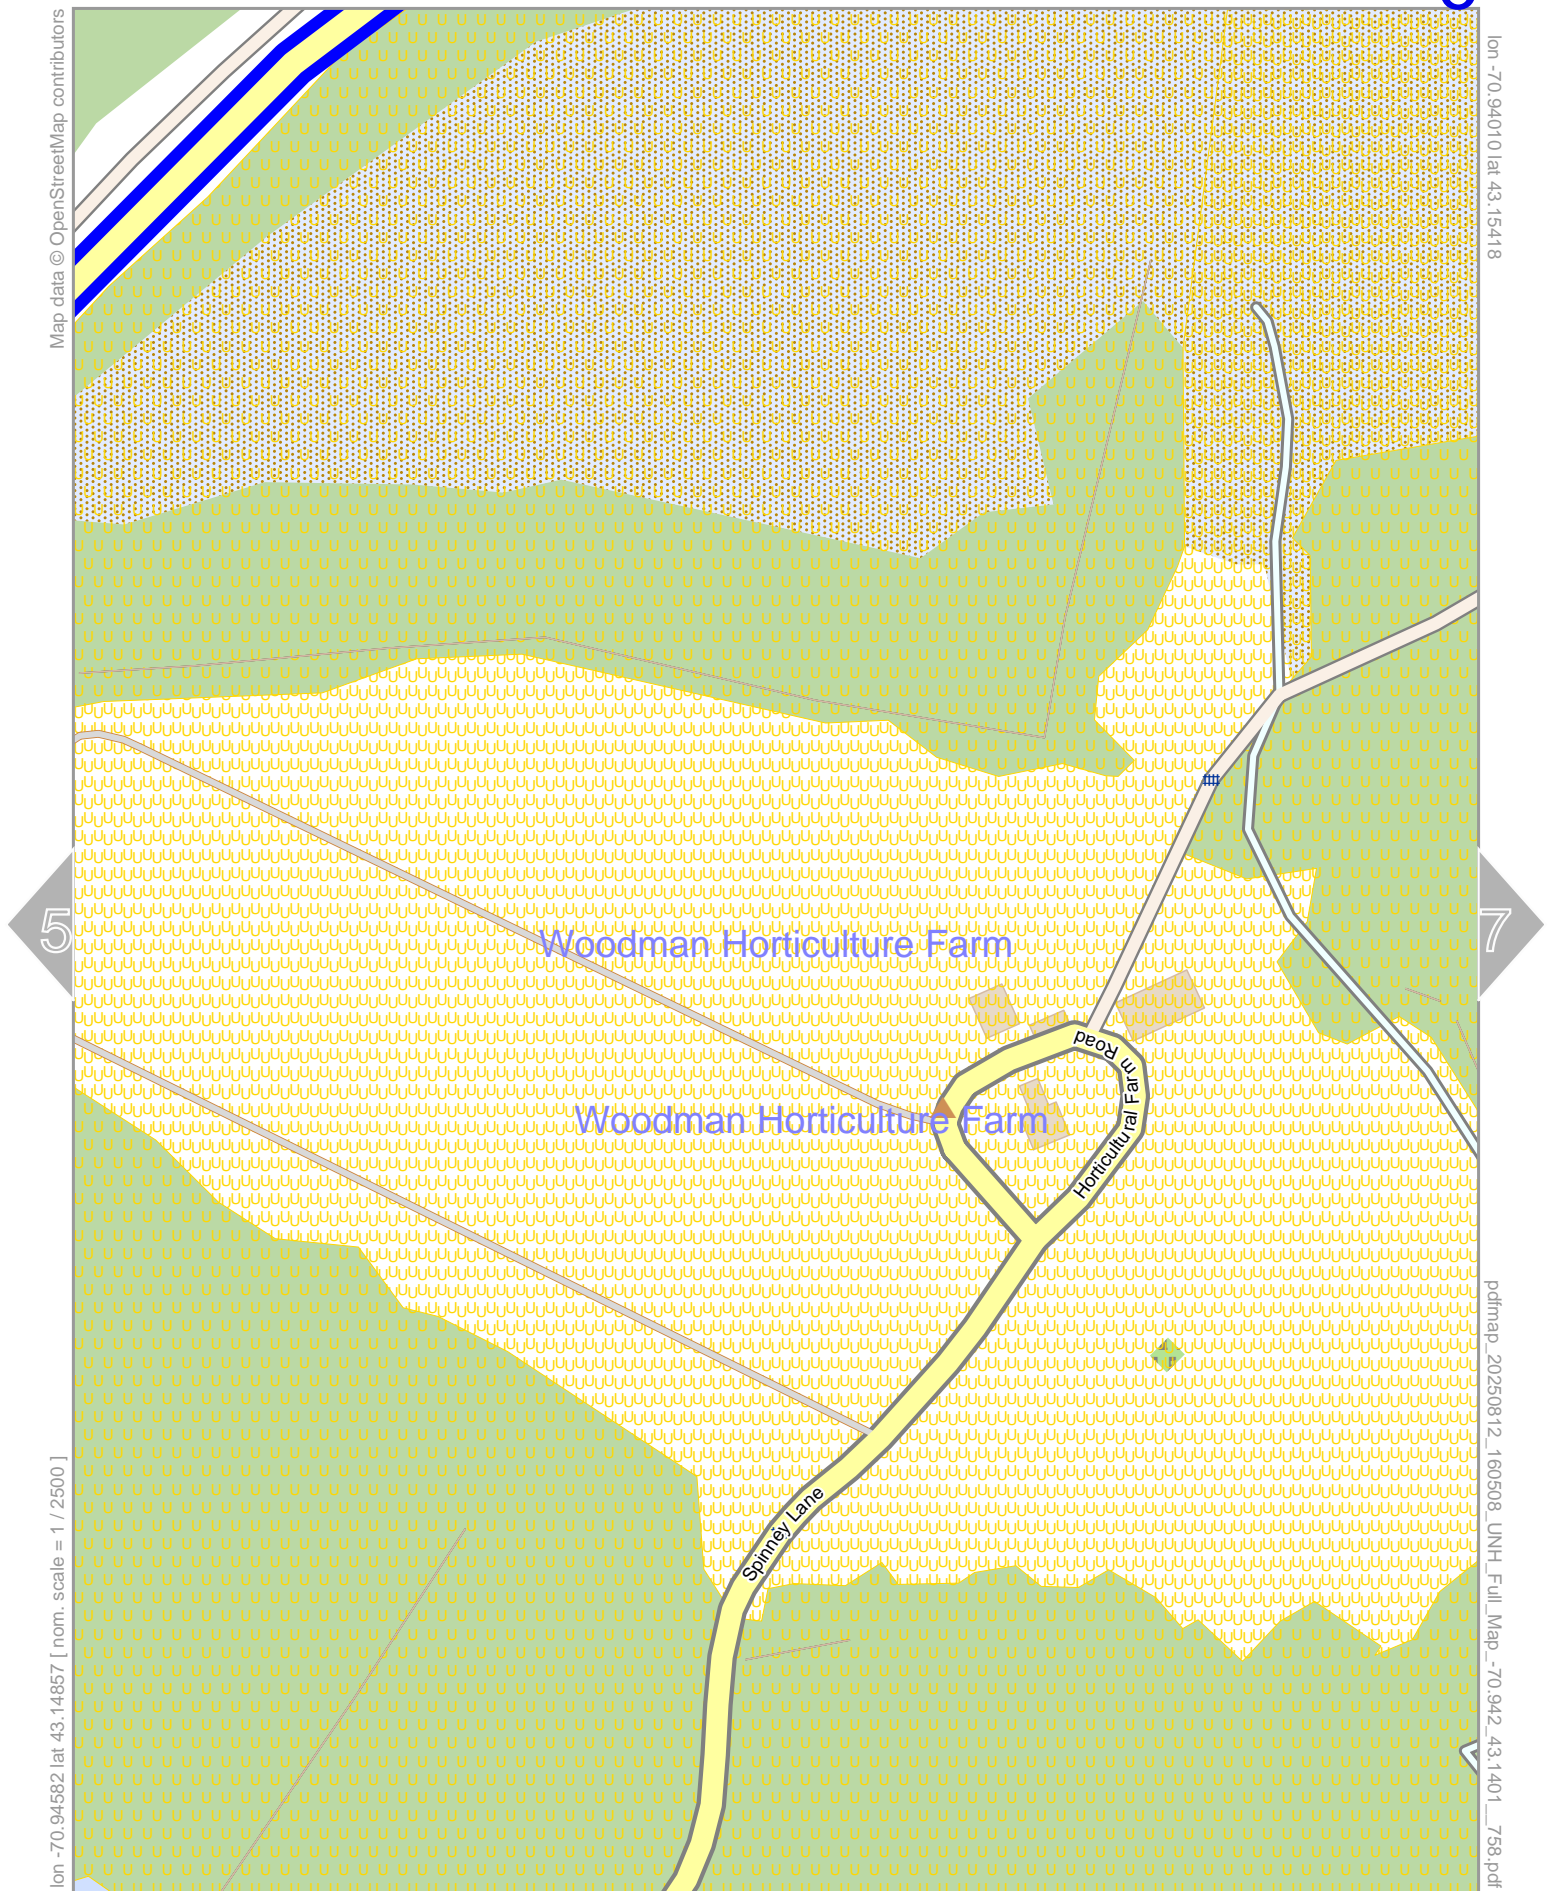 Map data © OpenStreetMap contributors
lon -70.94010 lat 43.15418
5
7
Woodman Horticulture Farm
Woodman Horticulture Farm
Horticultural Farm Road
Spinney Lane
lon -70.94582 lat 43.14857 [ nom. scale = 1 / 2500 ]
pdfmap_20250812_160508_UNH_Full_Map_-70.942_43.1401__758.pdf